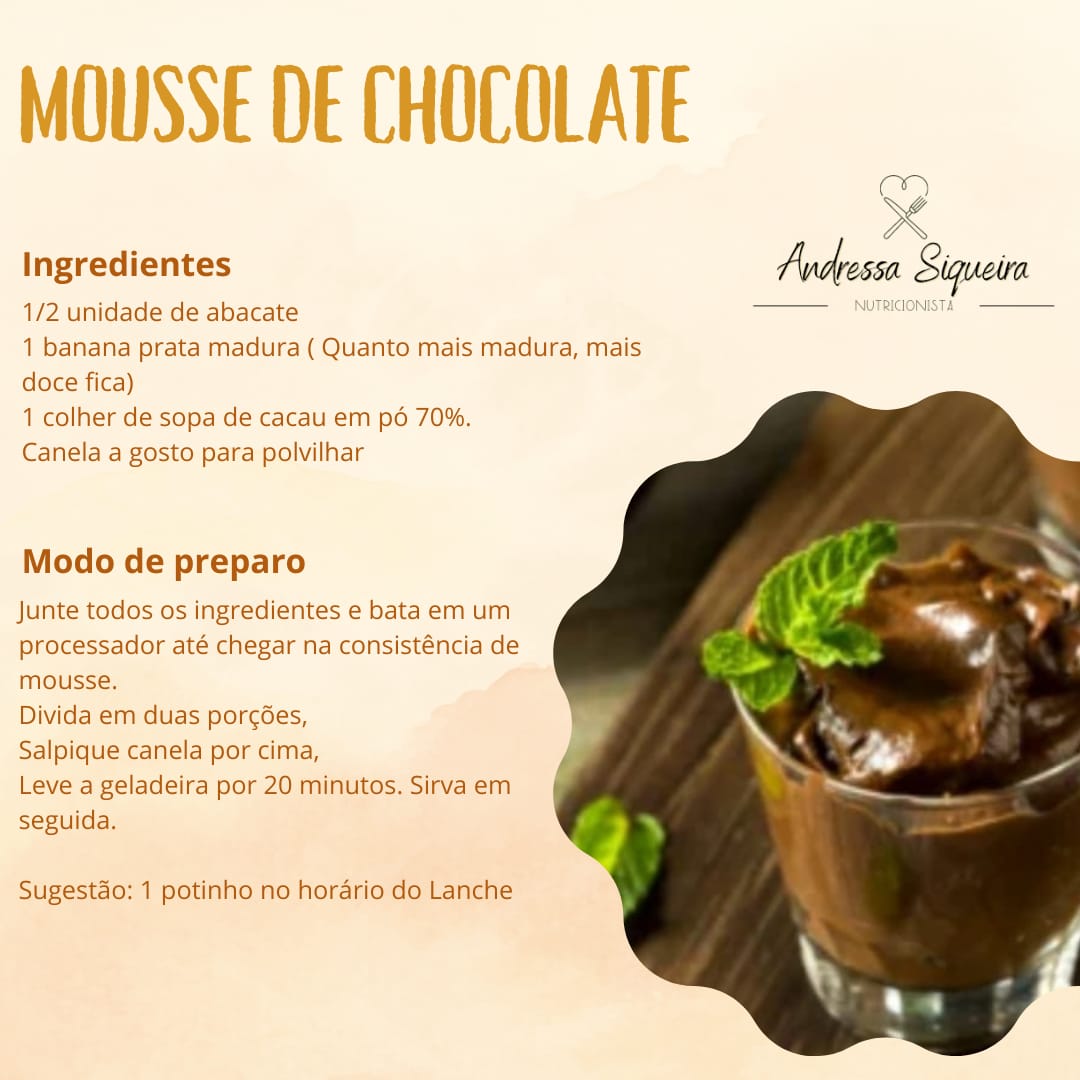 MOUSSE DE CHOCOLATE
Andressa Siqueira
NUTRICIONISTA
Ingredientes
1/2 unidade de abacate
1 banana prata madura ( Quanto mais madura, mais
doce fica)
1 colher de sopa de cacau em pó 70%.
Canela a gosto para polvilhar
Modo de preparo
Junte todos os ingredientes e bata em um
processador até chegar na consistência de
mousse.
Divida em duas porções,
Salpique canela por cima,
Leve a geladeira por 20 minutos. Sirva em
seguida.
Sugestão: 1 potinho no horário do Lanche